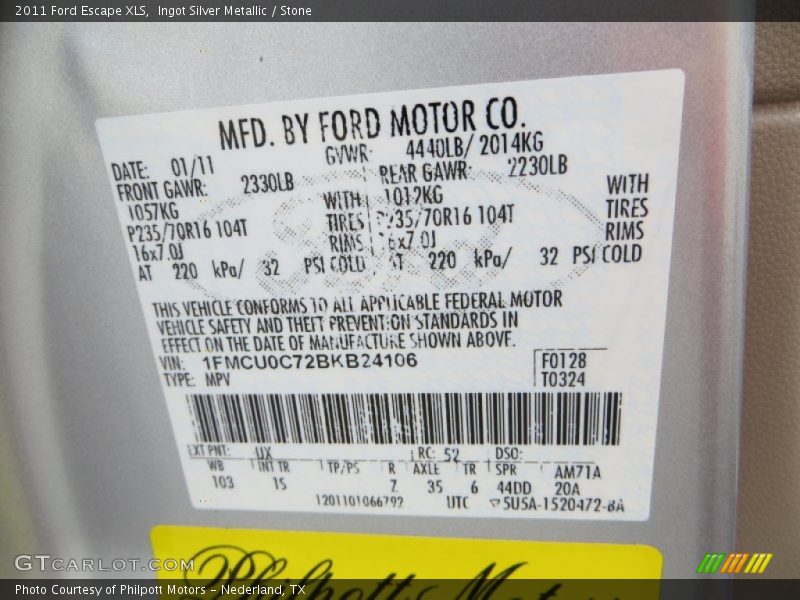 2011 Ford Escape XLS, Ingot Silver Metallic / Stone
MFD. BY FORD MOTOR CO.
DATE: 01/11 GVWR: 4440LB/ 2014KG
FRONT GAWR: 2330LB REAR GAWR: 2230LB
1057KG WITH 1012KG WITH
P235/70R16 104T TIRES P235/70R16 104T TIRES
16x7.0J RIMS 16x7.0J RIMS
AT 220 kPa/ 32 PSI COLD AT 220 kPa/ 32 PSI COLD
THIS VEHICLE CONFORMS TO ALL APPLICABLE FEDERAL MOTOR
VEHICLE SAFETY AND THEFT PREVENTION STANDARDS IN
EFFECT ON THE DATE OF MANUFACTURE SHOWN ABOVE.
VIN: 1FMCU0C72BKB24106 F0128
TYPE: MPV T0324
EXT PNT: UX RC: 52 DSO:
WB INT TR TP/PS R AXLE TR SPR AM71A
103 1S Z 35 6 44DD 20A
1201101066792 UTC 5U5A-1520472-BA
Philpott Motors
GTCARLOT.COM
Photo Courtesy of Philpott Motors – Nederland, TX